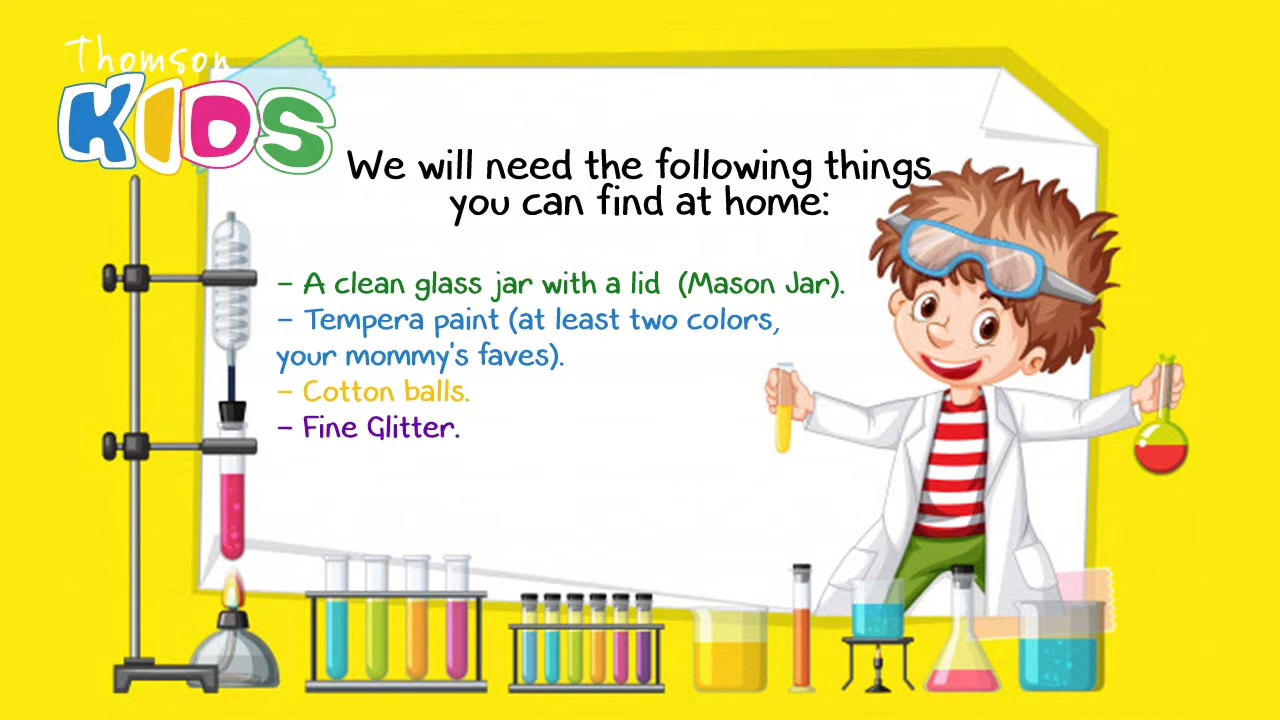 Thomson
KIDS
We will need the following things
you can find at home:
- A clean glass jar with a lid (Mason Jar).
- Tempera paint (at least two colors,
your mommy's faves).
- Cotton balls.
- Fine Glitter.